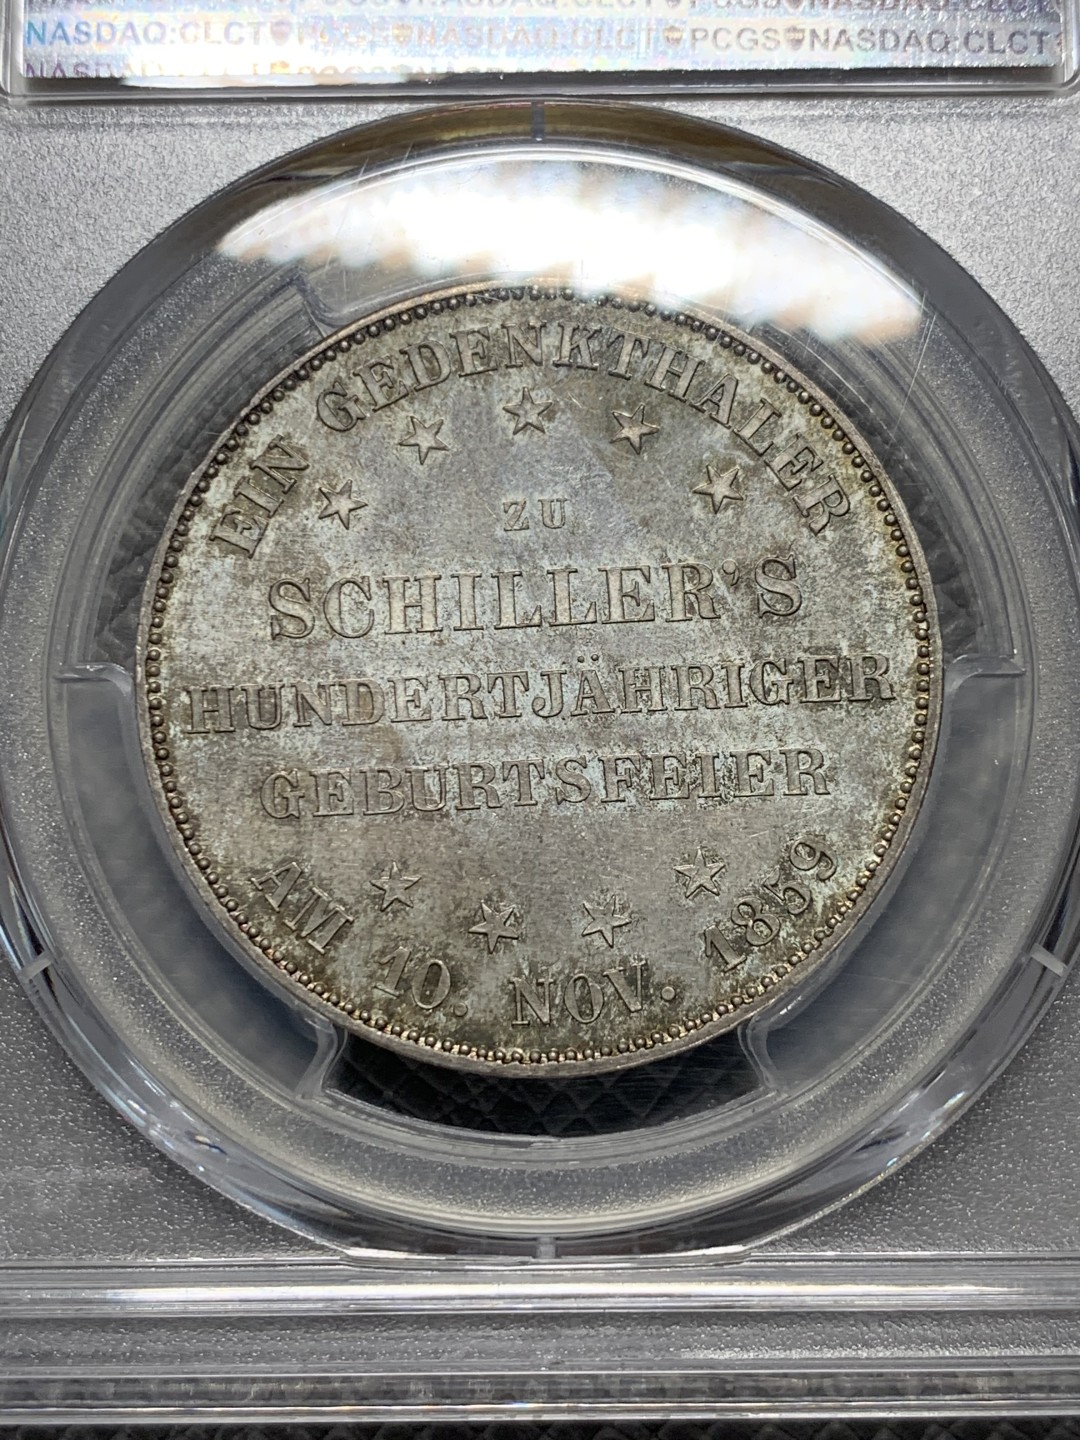 NASDAQ:CLCT PCGS NASDAQ:CLCT PCGS NASDAQ:CLCT
EIN GEDENKTHALER
ZU
SCHILLER'S
HUNDERTJÄHRIGER
GEBURTSFEIER
AM 10. NOV. 1859